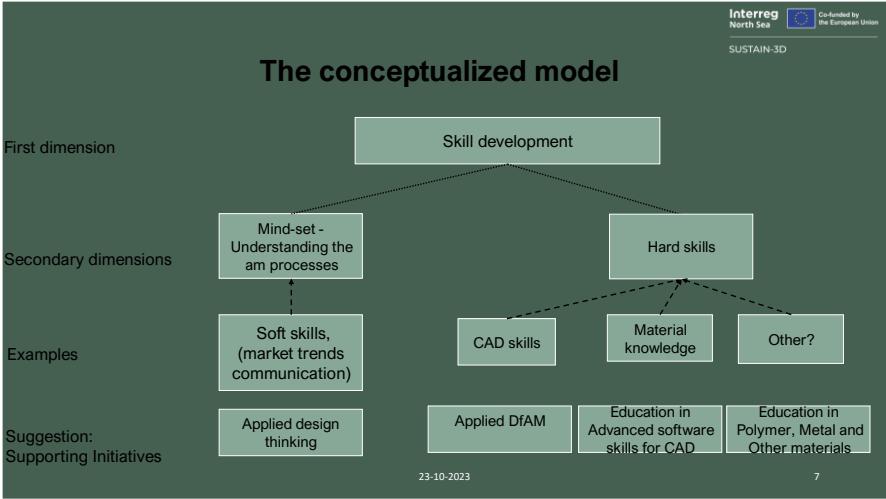 Interreg
North Sea
Co-funded by
the European Union
SUSTAIN-3D
The conceptualized model
First dimension
Skill development
Secondary dimensions
Mind-set -
Understanding the
am processes
Hard skills
Examples
Soft skills,
(market trends
communication)
CAD skills
Material
knowledge
Other?
Suggestion:
Supporting Initiatives
Applied design
thinking
Applied DfAM
Education in
Advanced software
skills for CAD
Education in
Polymer, Metal and
Other materials
23-10-2023
7